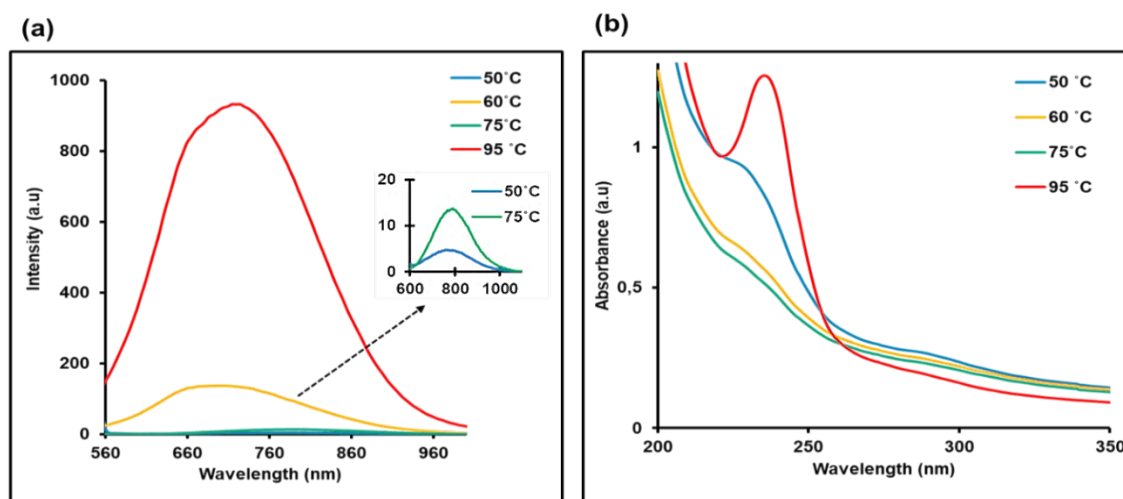 (a)
1000
800
600
400
200
0
560
660
760
860
960
Intensity (a.u)
Wavelength (nm)
50˚C
60˚C
75˚C
95 ˚C
20
10
0
600
800
1000
50˚C
75˚C
(b)
1
0,5
0
200
250
300
350
Absorbance (a.u)
Wavelength (nm)
50 ˚C
60 ˚C
75˚C
95 ˚C